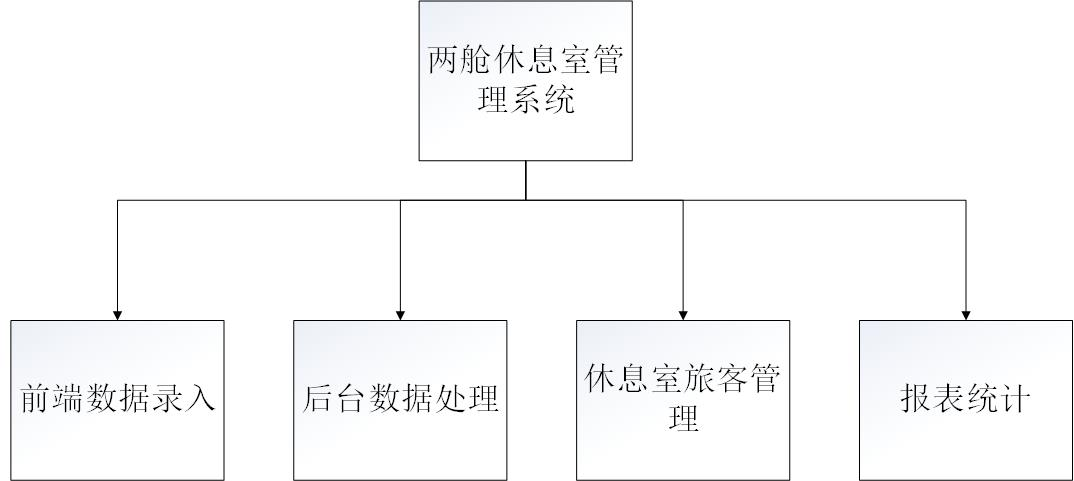 两舱休息室管
理系统
前端数据录入
后台数据处理
休息室旅客管
理
报表统计